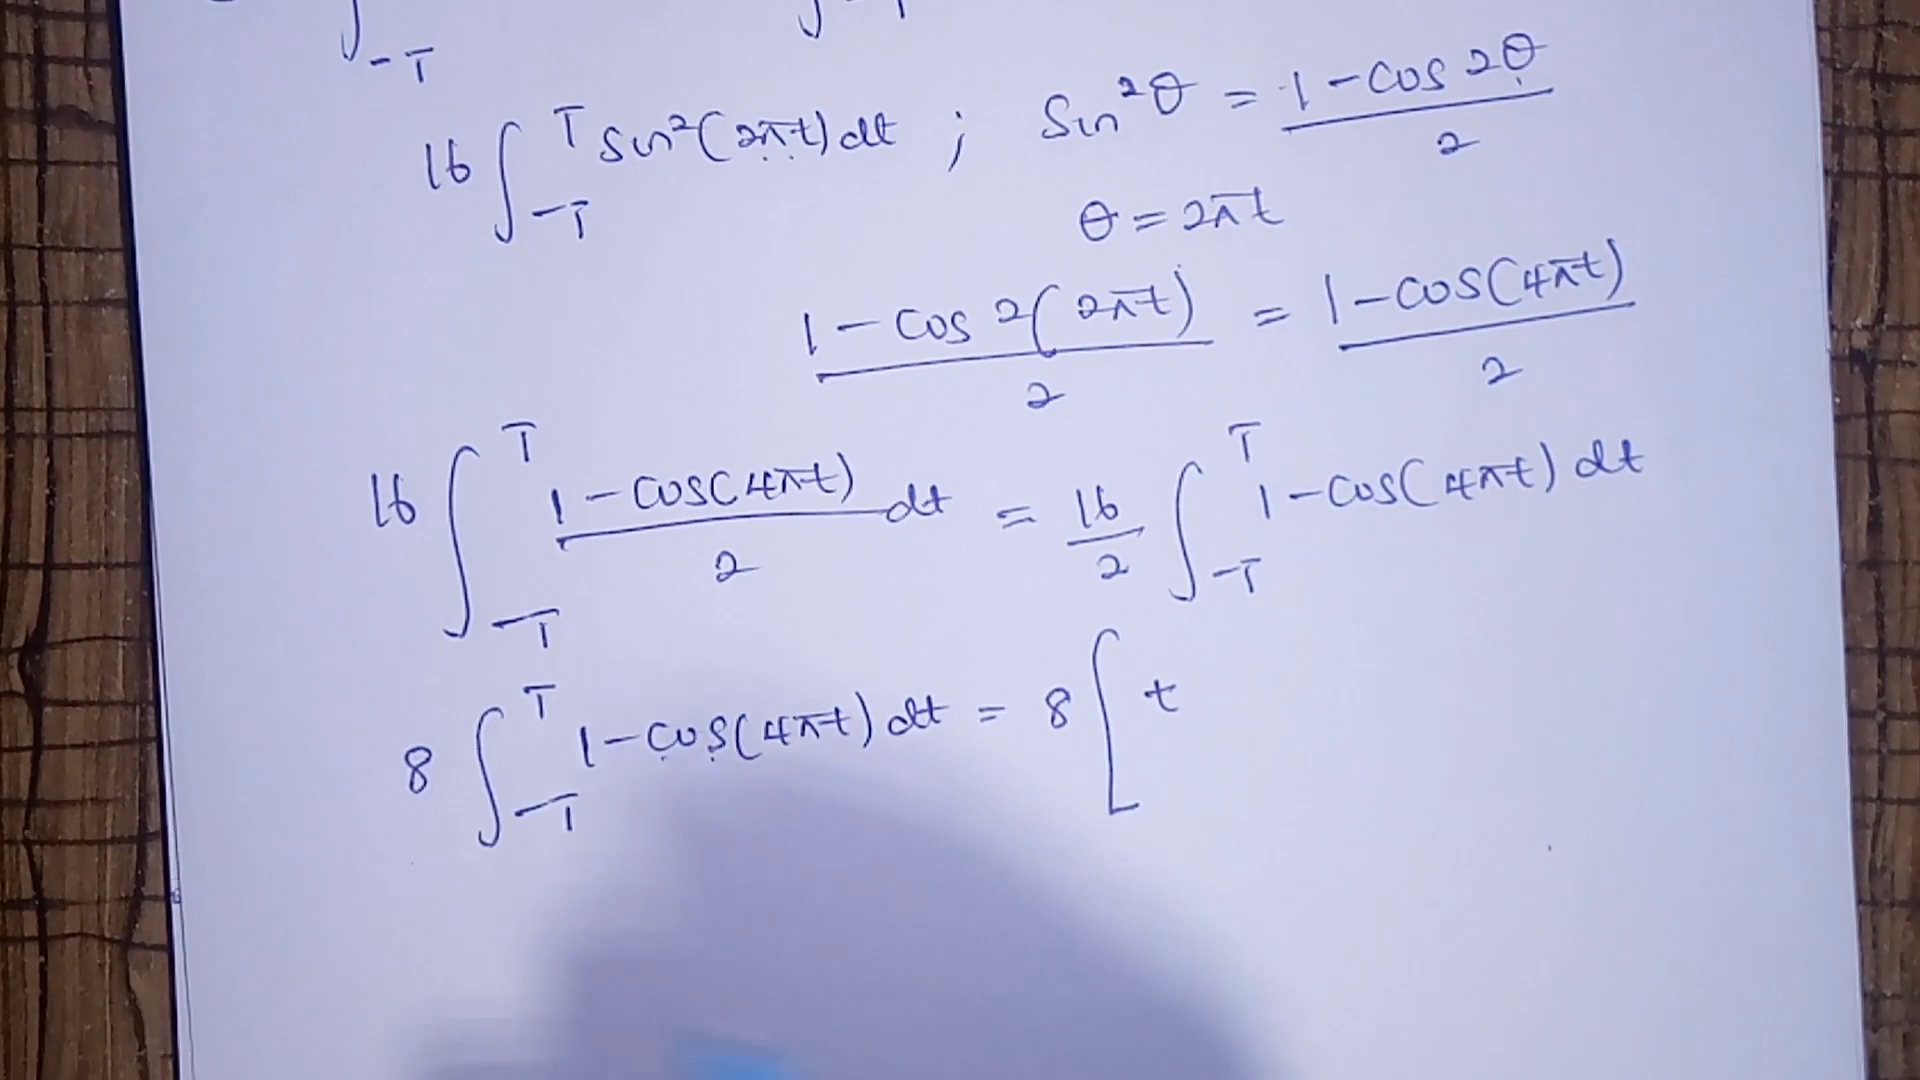 ∫_{-T}
16 ∫_{-T}^{T} Sin²(2πt) dt ; Sin²θ = (1 - cos 2θ)/2
θ = 2πt
(1 - cos 2(2πt))/2 = (1 - cos(4πt))/2
16 ∫_{-T}^{T} (1 - cos(4πt))/2 dt = 16/2 ∫_{-T}^{T} 1 - cos(4πt) dt
8 ∫_{-T}^{T} 1 - cos(4πt) dt = 8 [ t